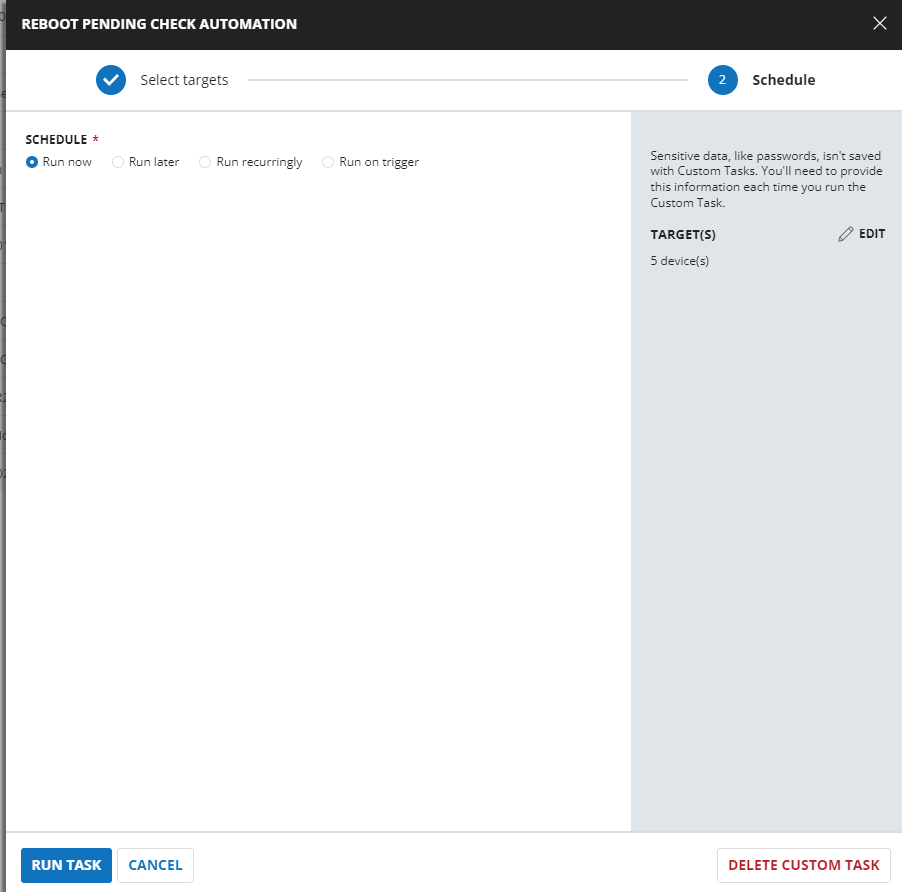 REBOOT PENDING CHECK AUTOMATION
Select targets
2
Schedule
SCHEDULE *
Run now
Run later
Run recurringly
Run on trigger
Sensitive data, like passwords, isn't saved
with Custom Tasks. You'll need to provide
this information each time you run the
Custom Task.
TARGET(S)
EDIT
5 device(s)
RUN TASK
CANCEL
DELETE CUSTOM TASK